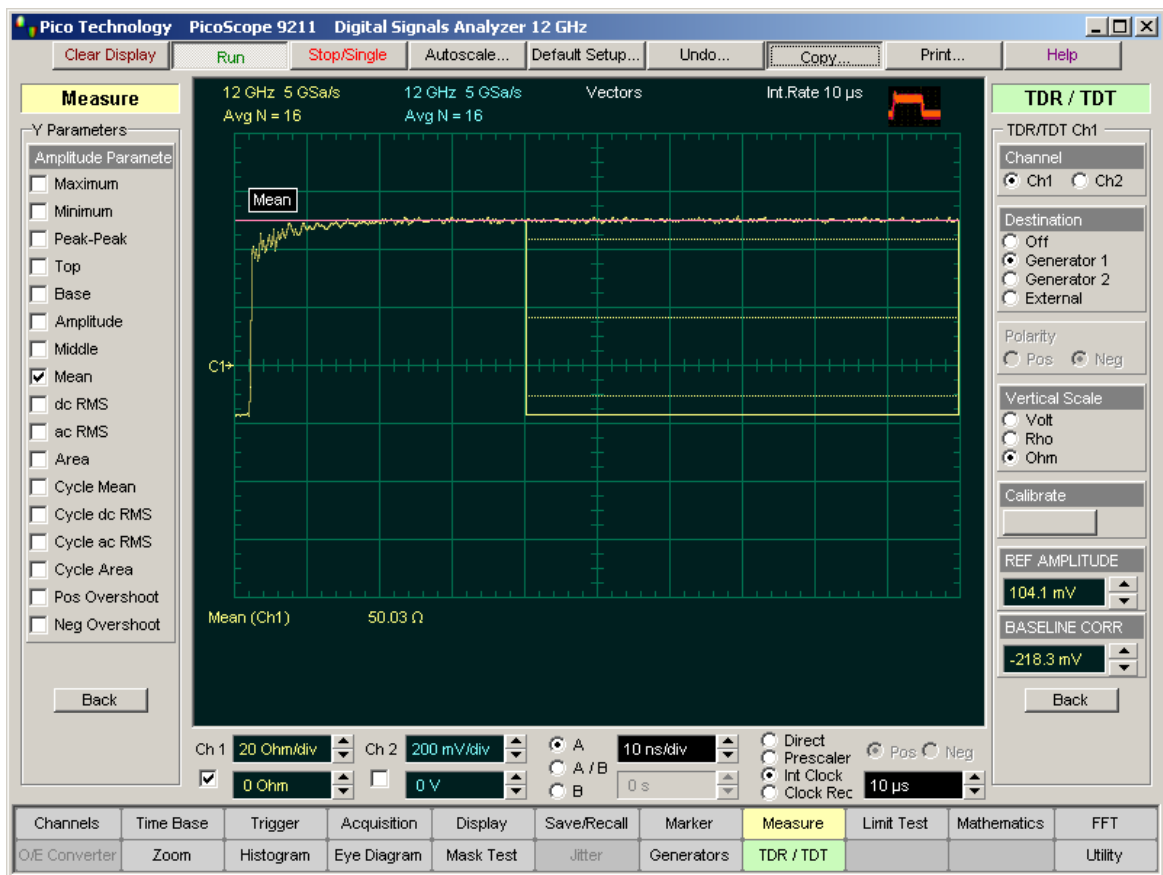 Pico Technology PicoScope 9211 Digital Signals Analyzer 12 GHz
Clear Display Run Stop/Single Autoscale... Default Setup... Undo... Copy... Print... Help
Measure
Y Parameters
Amplitude Paramete
Maximum
Minimum
Peak-Peak
Top
Base
Amplitude
Middle
Mean
dc RMS
ac RMS
Area
Cycle Mean
Cycle dc RMS
Cycle ac RMS
Cycle Area
Pos Overshoot
Neg Overshoot
Back
12 GHz 5 GSa/s 12 GHz 5 GSa/s Vectors Int.Rate 10 µs
Avg N = 16 Avg N = 16
Mean
C1
Mean (Ch1) 50.03 Ω
TDR / TDT
TDR/TDT Ch1
Channel
Ch1 Ch2
Destination
Off
Generator 1
Generator 2
External
Polarity
Pos Neg
Vertical Scale
Volt
Rho
Ohm
Calibrate
REF AMPLITUDE
104.1 mV
BASELINE CORR
-218.3 mV
Back
Ch 1 20 Ohm/div Ch 2 200 mV/div A 10 ns/div Direct
A / B Prescaler Pos Neg
0 Ohm 0 V B 0 s Int Clock
Clock Rec 10 µs
Channels Time Base Trigger Acquisition Display Save/Recall Marker Measure Limit Test Mathematics FFT
O/E Converter Zoom Histogram Eye Diagram Mask Test Jitter Generators TDR / TDT Utility